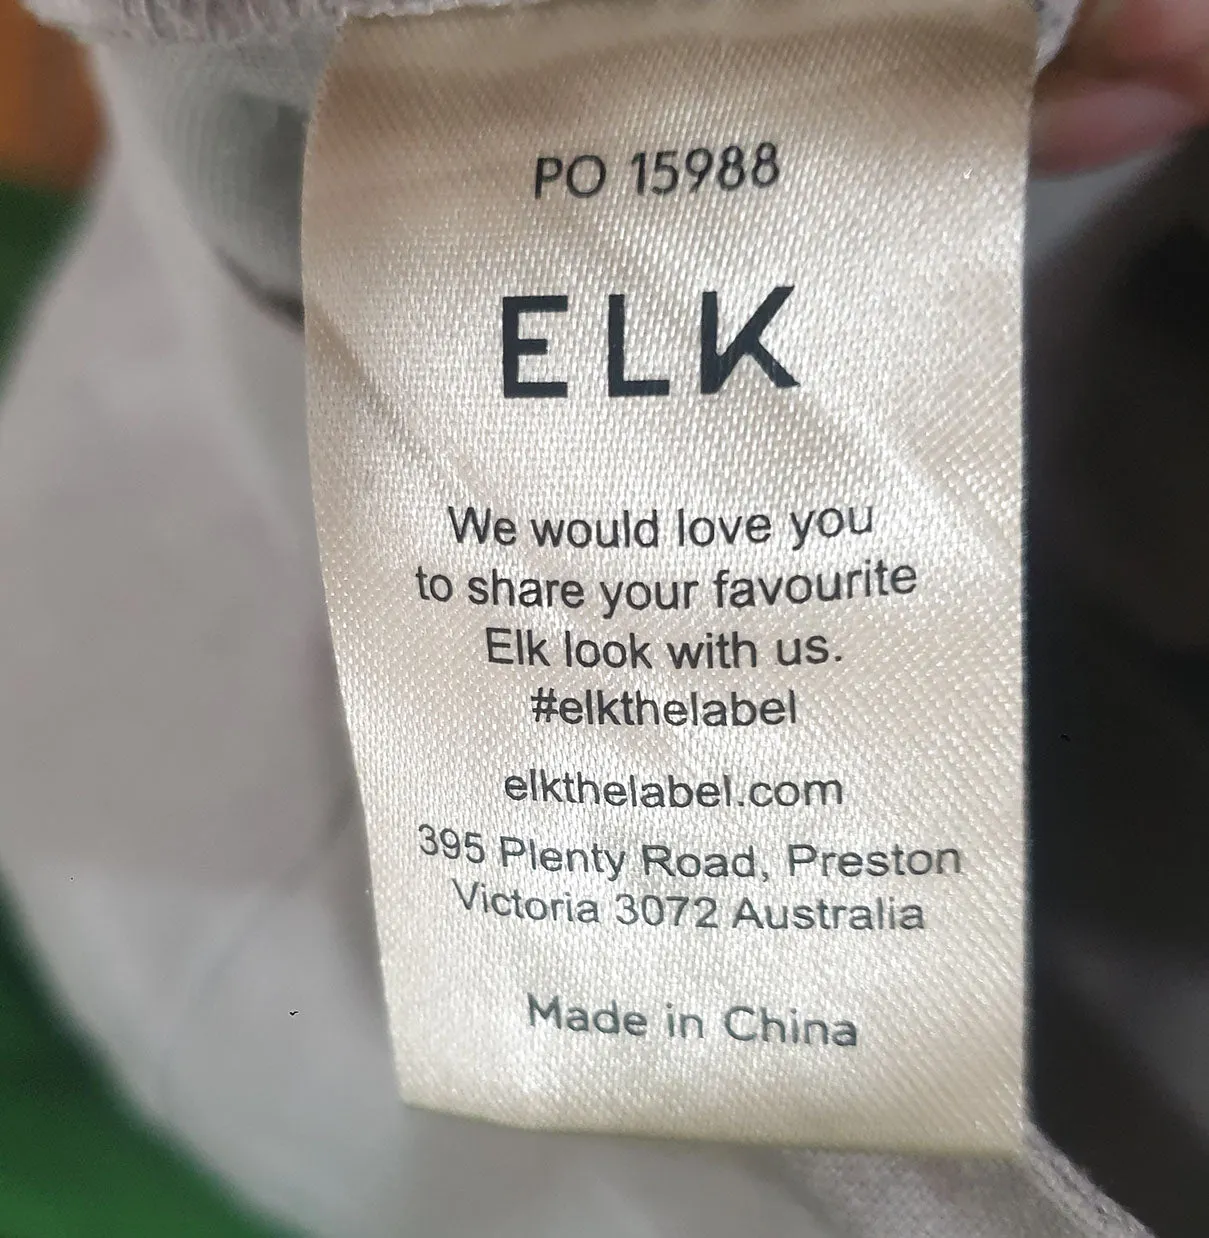 PO 15988
ELK
We would love you
to share your favourite
Elk look with us.
#elkthelabel
elkthelabel.com
395 Plenty Road, Preston
Victoria 3072 Australia
Made in China